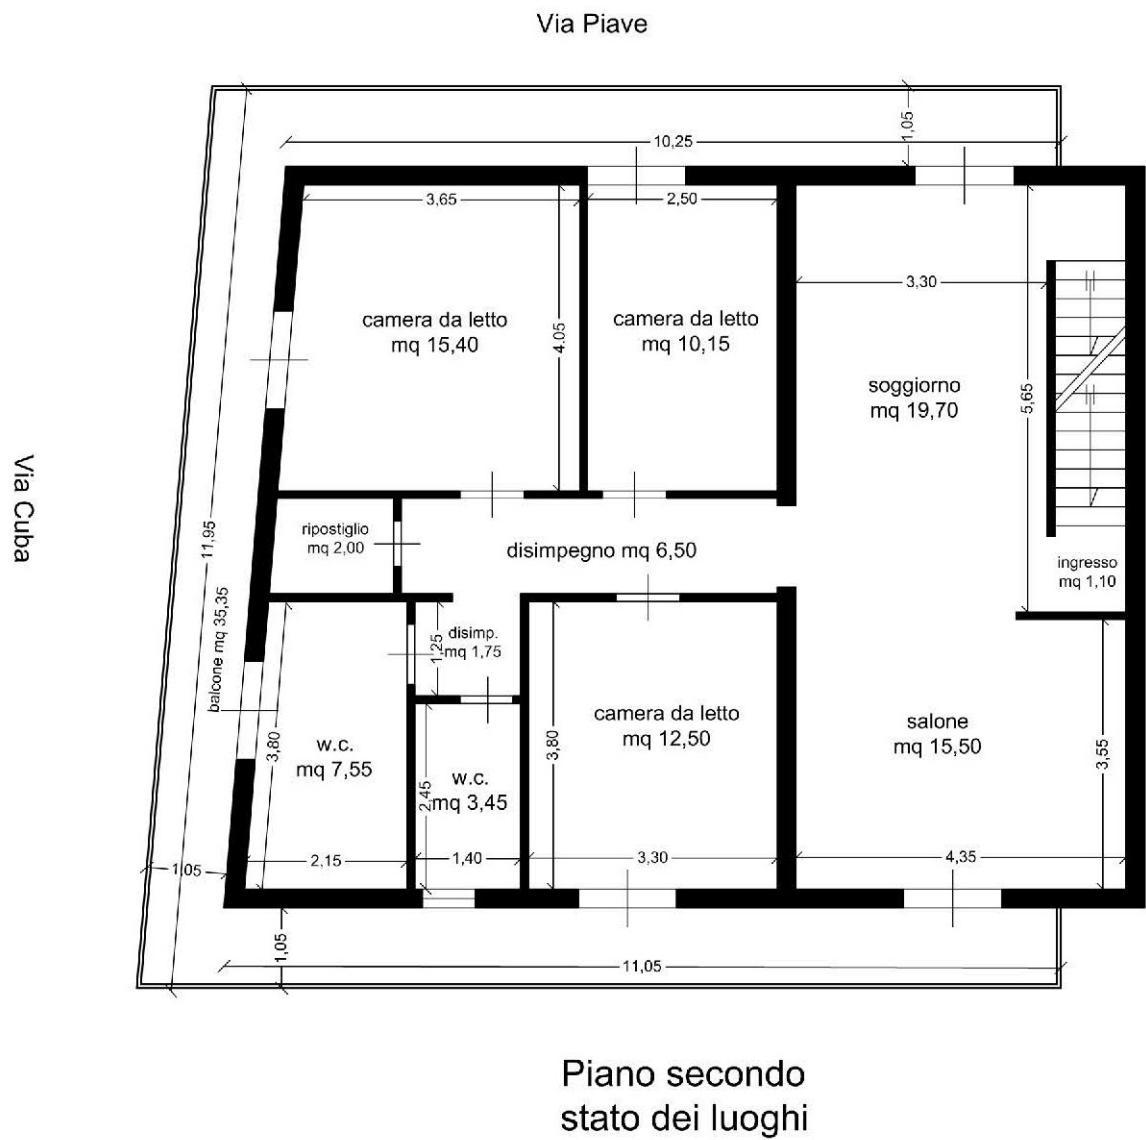 Via Piave
1,05
10,25
3,65
2,50
3,30
camera da letto
mq 15,40
4.05
camera da letto
mq 10,15
soggiorno
mq 19,70
5,65
Via Cuba
11,95
ripostiglio
mq 2,00
disimpegno mq 6,50
ingresso
mq 1,10
balcone mq 35,35
disimp.
mq 1,75
1,25
camera da letto
mq 12,50
salone
mq 15,50
3,80
w.c.
mq 7,55
w.c.
mq 3,45
2,45
3,80
3,55
1,05
2,15
1,40
3,30
4,35
1,05
11,05
Piano secondo
stato dei luoghi